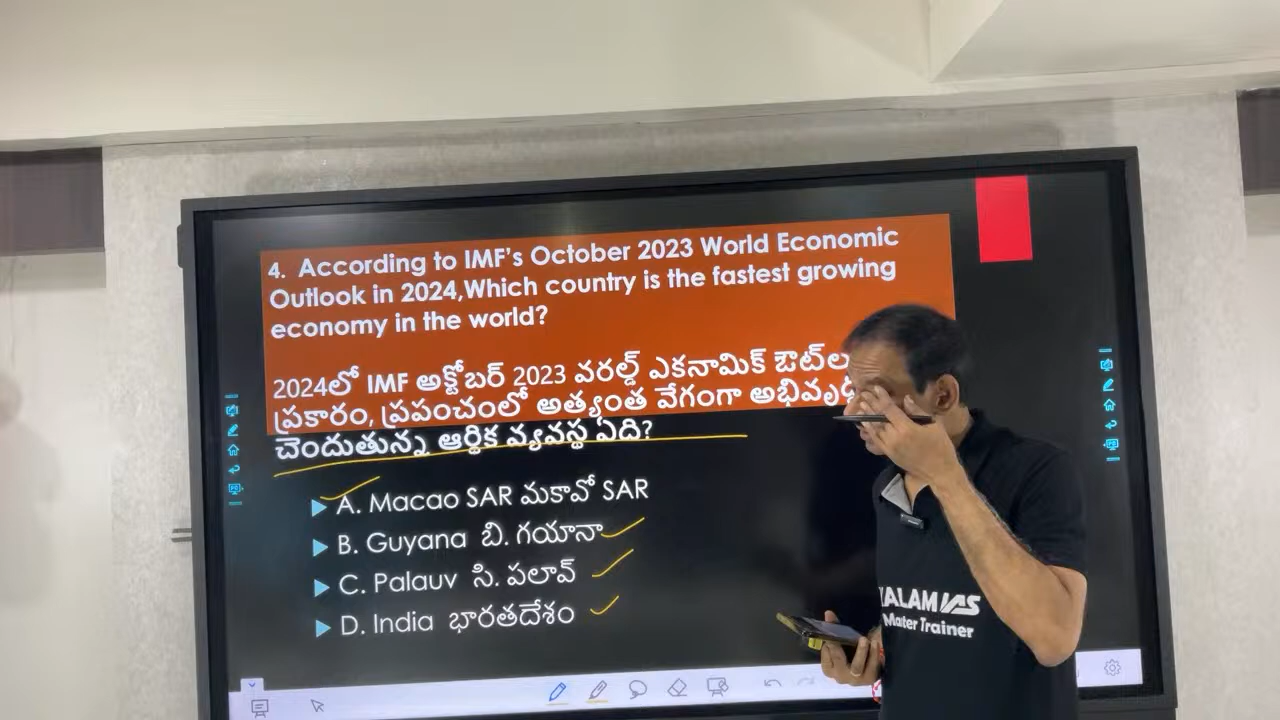 4. According to IMF's October 2023 World Economic
Outlook in 2024,Which country is the fastest growing
economy in the world?
2024లో IMF అక్టోబర్ 2023 వరల్డ్ ఎకనామిక్
ప్రకారం, ప్రపంచంలో అత్యంత వేగంగా
చెందుతున్న ఆర్థిక వ్యవస్థ ఏది?
A. Macao SAR మకావో SAR
B. Guyana బి. గయానా
C. Palauv సి. పలావ్
D. India భారతదేశం
IAS
Master Trainer